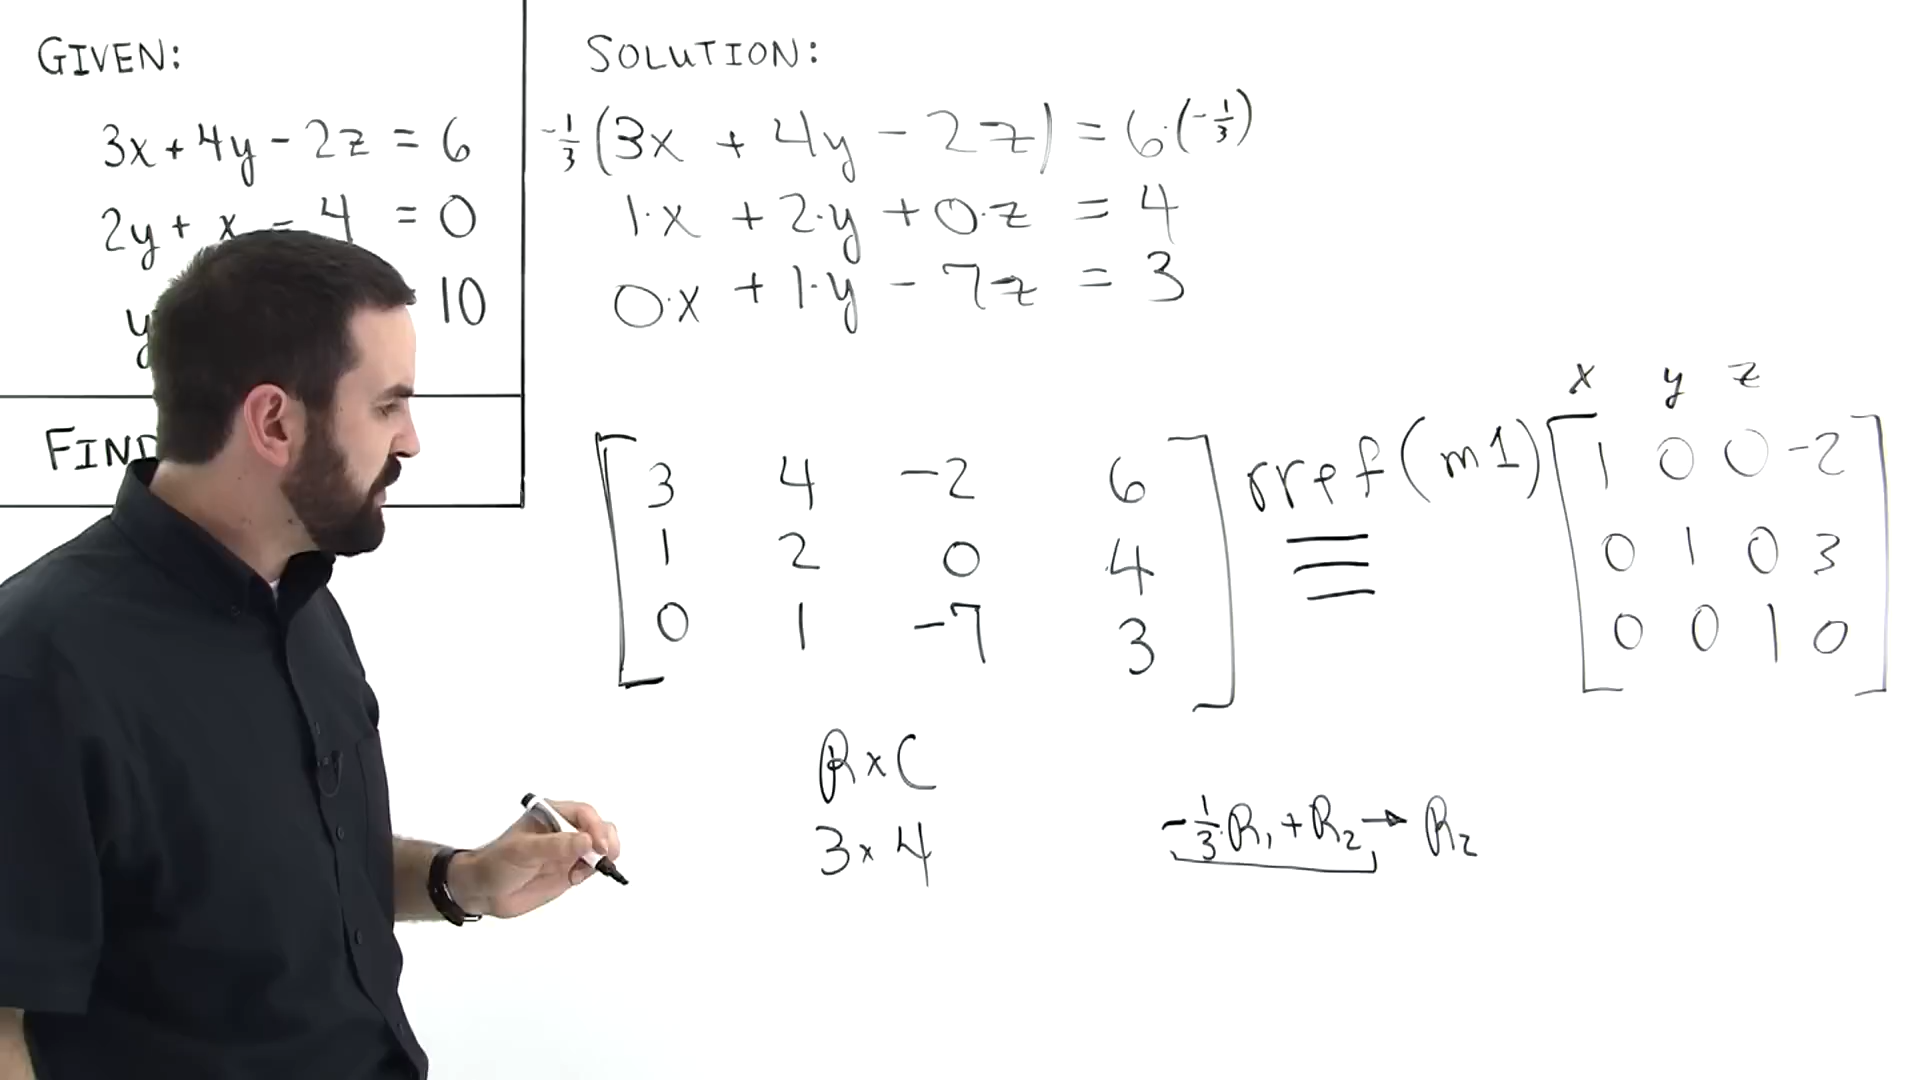 GIVEN:
3x + 4y - 2z = 6
2y + x - 4 = 0
y 10
FIND
SOLUTION:
-1/3 (3x + 4y - 2z) = 6·(-1/3)
1·x + 2·y + 0·z = 4
0·x + 1·y - 7z = 3
3 4 -2 6
1 2 0 4
0 1 -7 3
rref(m1)
≡
x y z
1 0 0 -2
0 1 0 3
0 0 1 0
R x C
3 x 4
-1/3·R₁ + R₂ → R₂